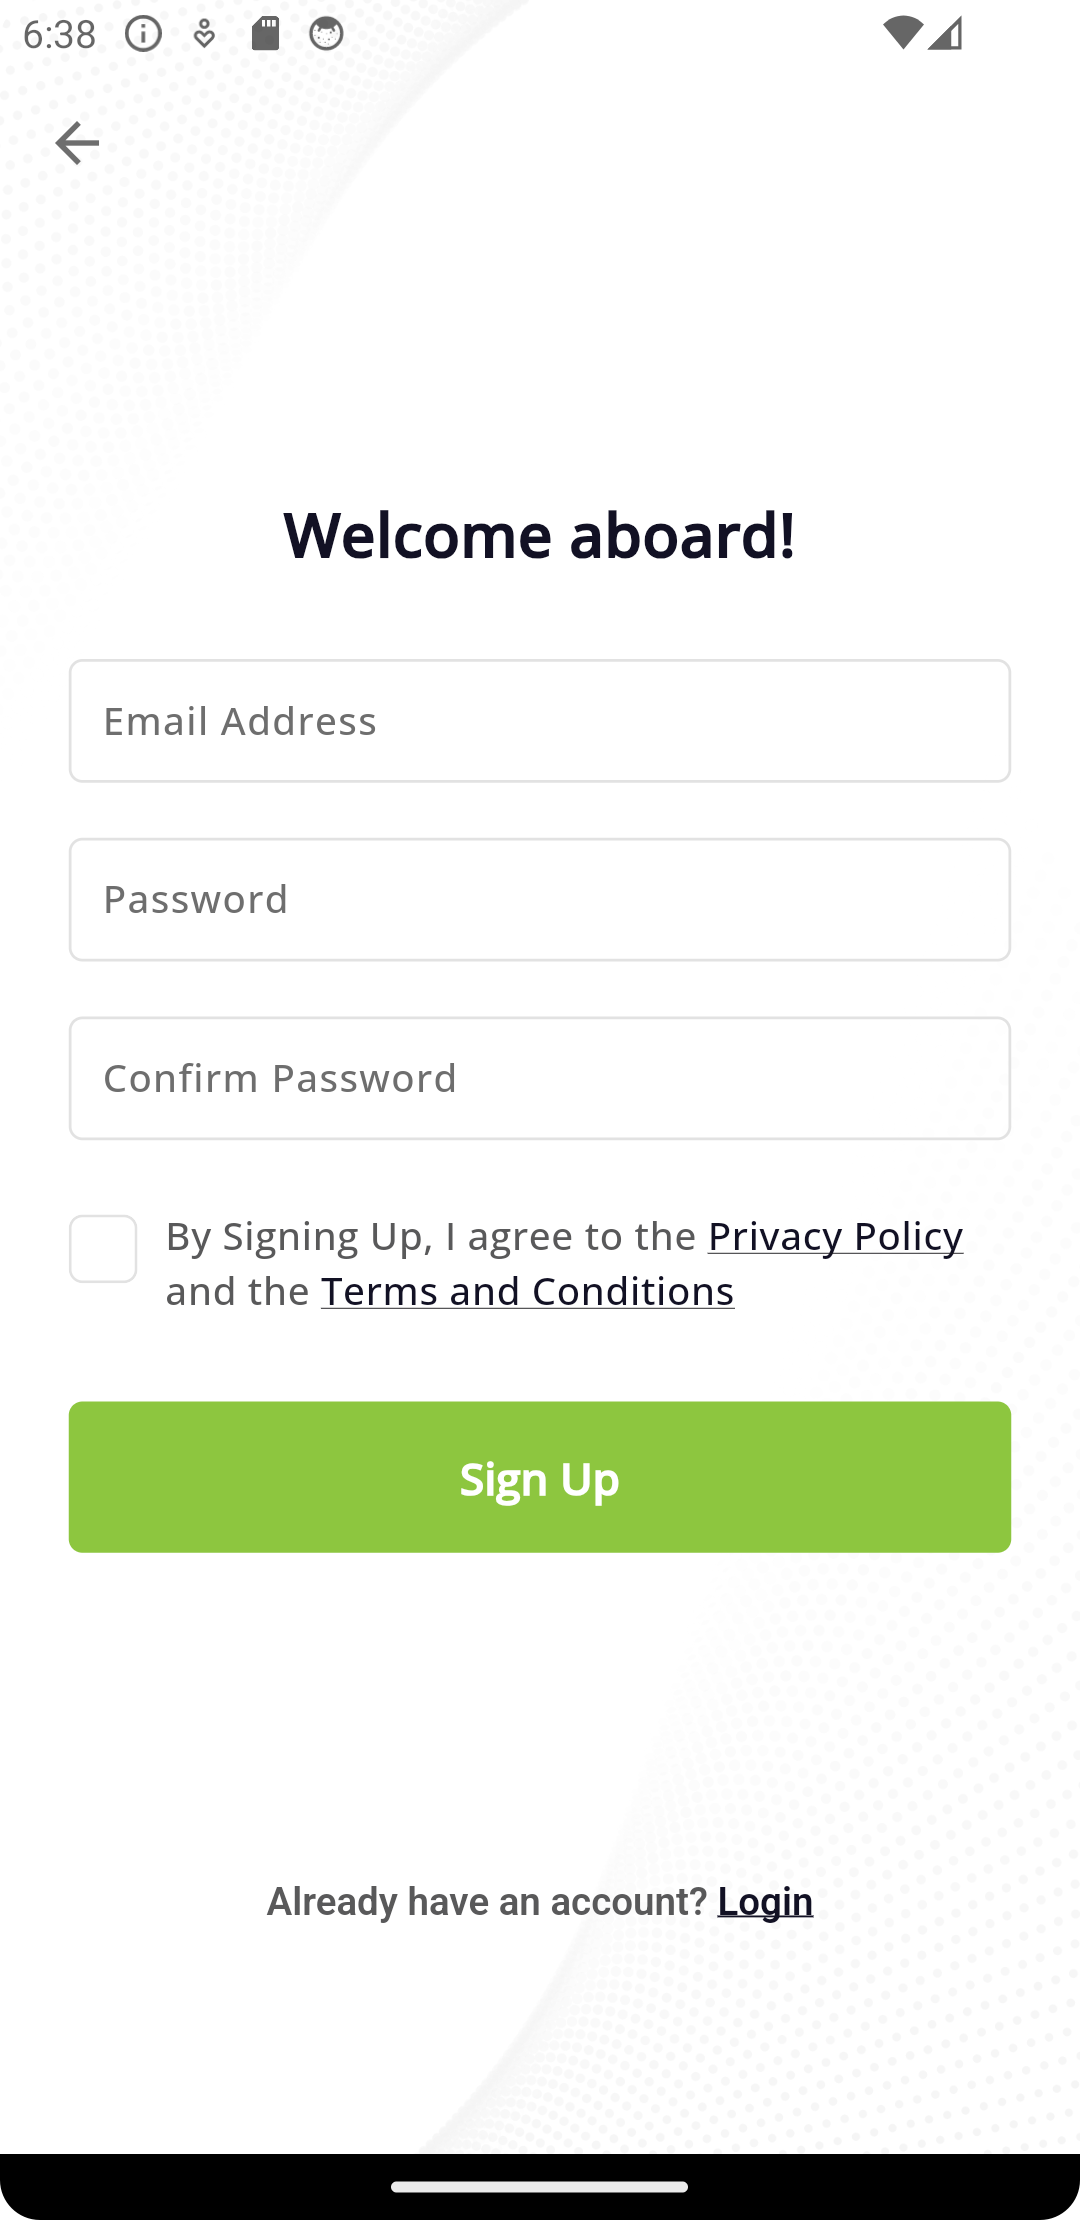 6:38
Welcome aboard!
Email Address
Password
Confirm Password
By Signing Up, I agree to the Privacy Policy
and the Terms and Conditions
Sign Up
Already have an account? Login